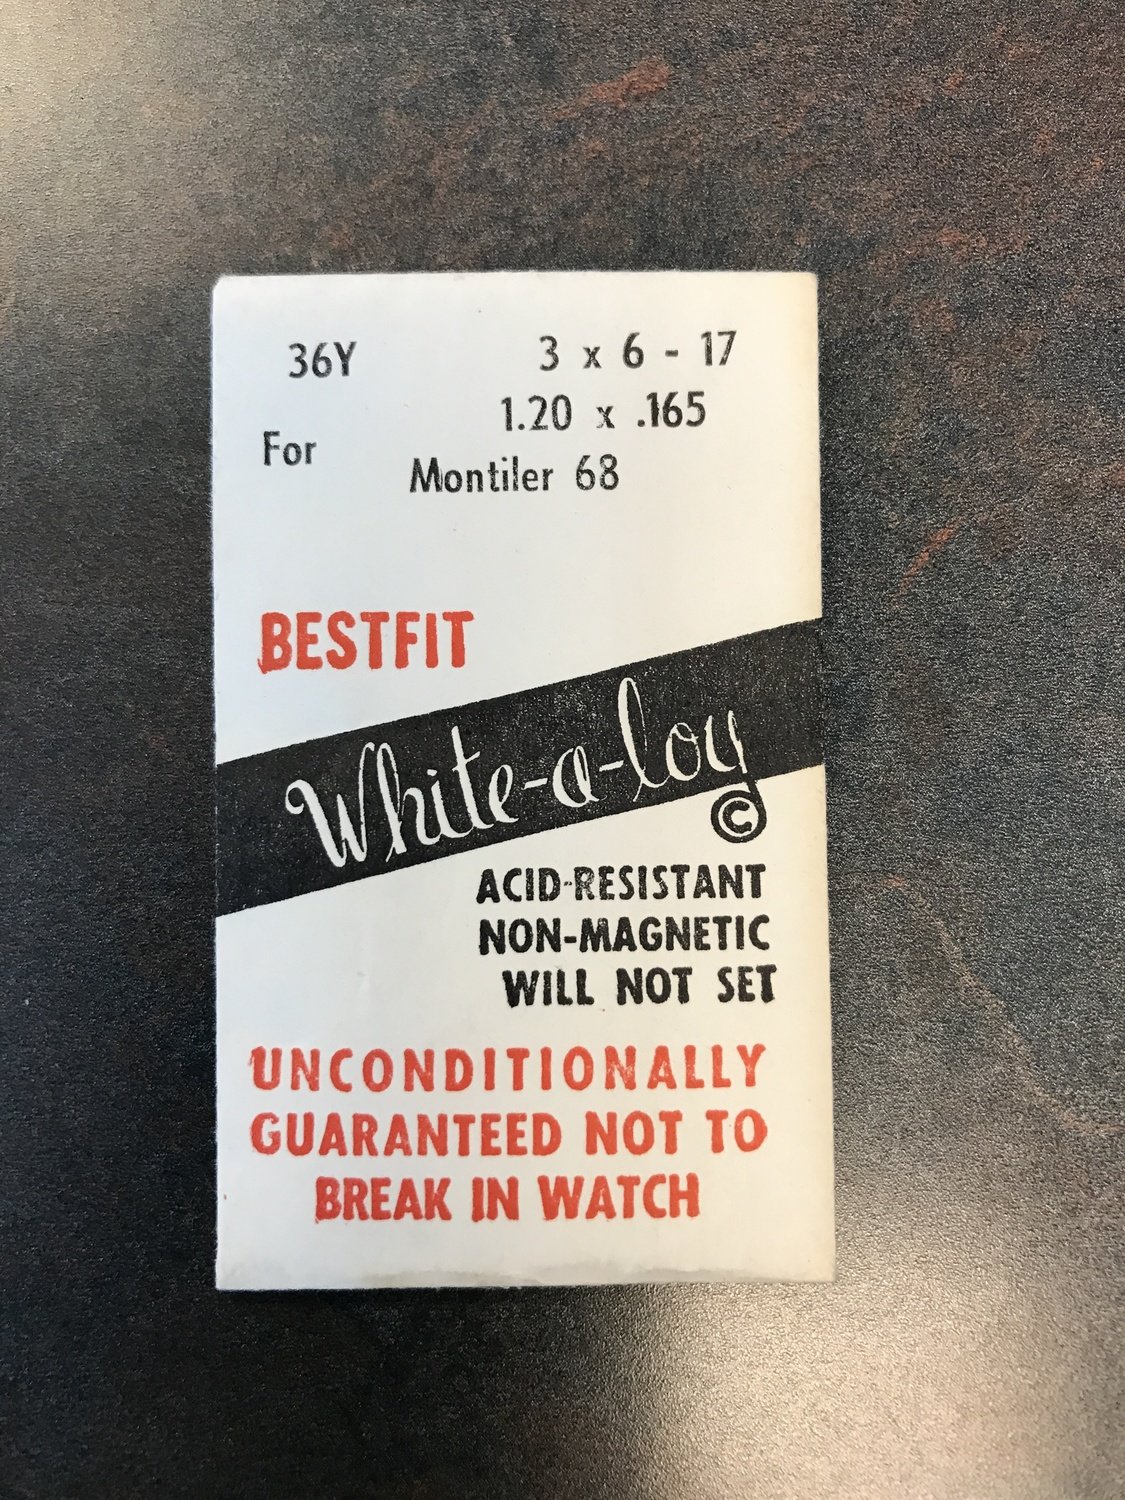 36Y 3 x 6 - 17
1.20 x .165
For Montiler 68
BESTFIT
White-a-loy
©
ACID-RESISTANT
NON-MAGNETIC
WILL NOT SET
UNCONDITIONALLY
GUARANTEED NOT TO
BREAK IN WATCH